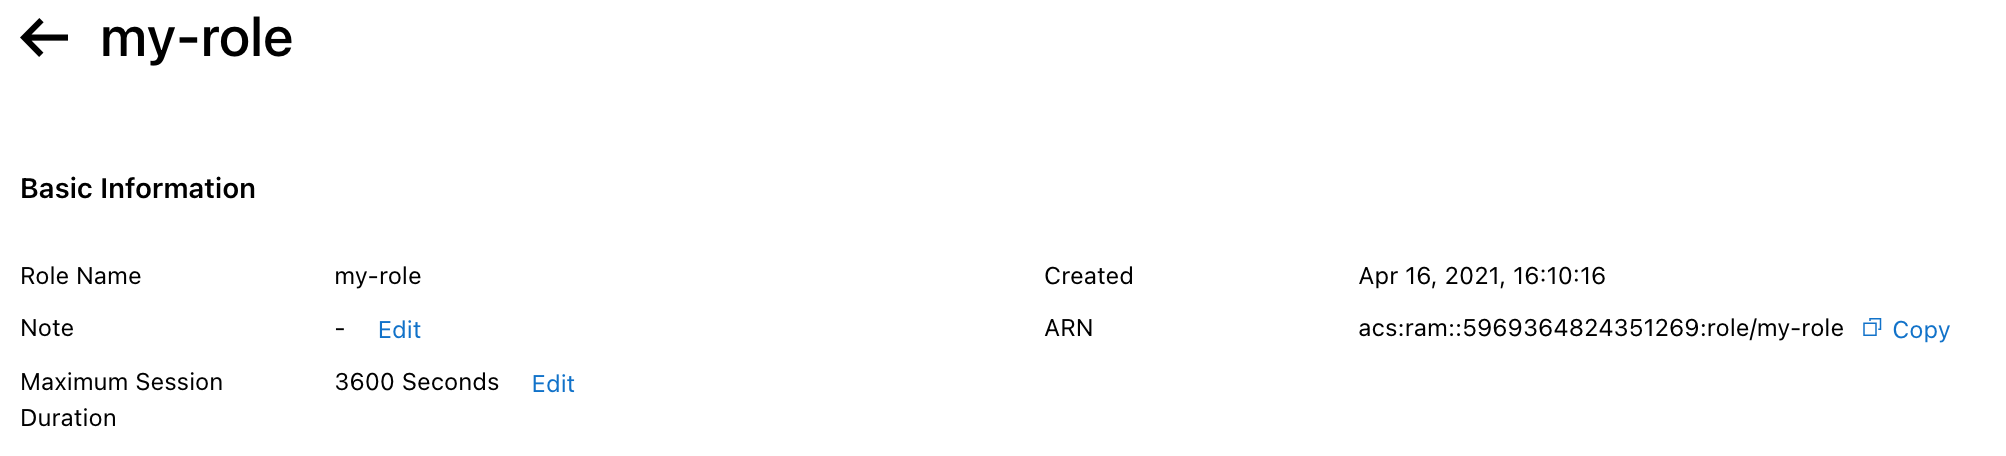 my-role
Basic Information
Role Name my-role Created Apr 16, 2021, 16:10:16
Note - Edit ARN acs:ram::5969364824351269:role/my-role Copy
Maximum Session 3600 Seconds Edit
Duration